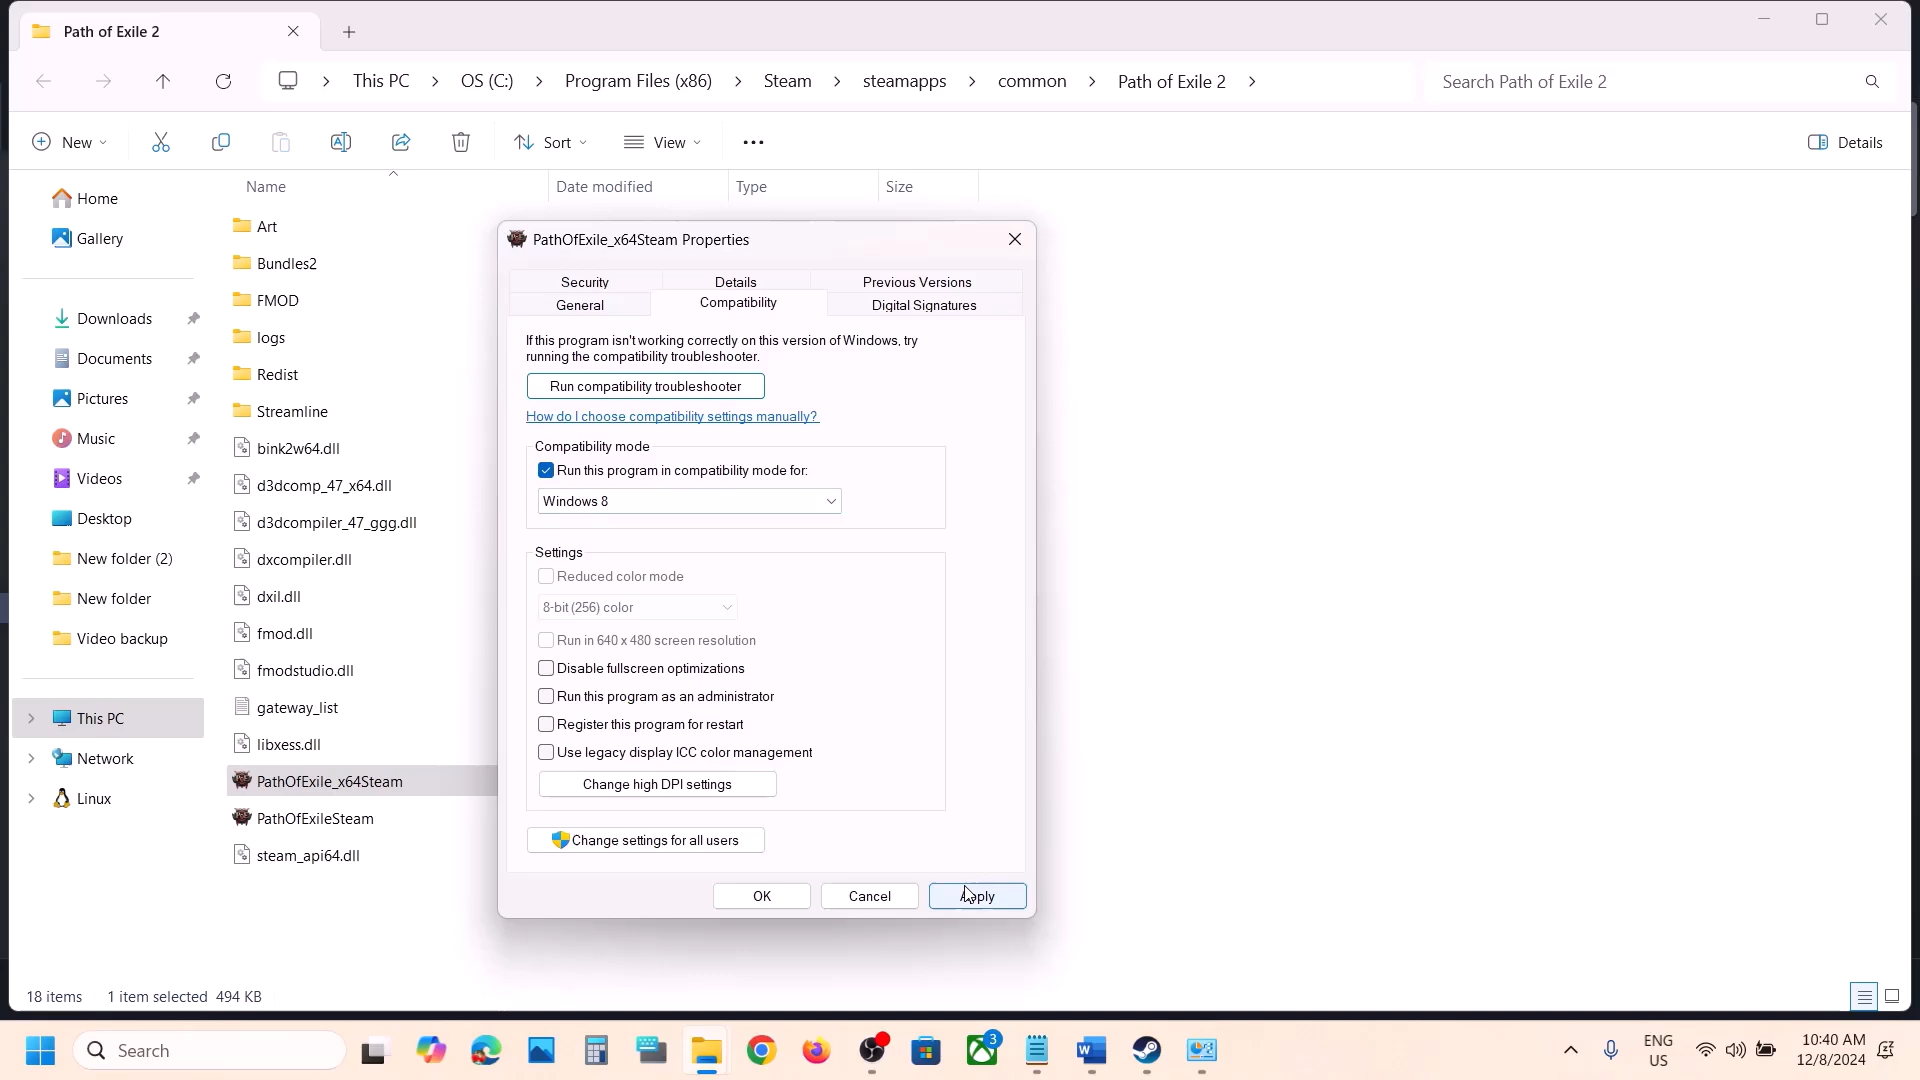 Path of Exile 2
This PC > OS (C:) > Program Files (x86) > Steam > steamapps > common > Path of Exile 2 >
Search Path of Exile 2
New
Sort
View
Details
Name
Date modified
Type
Size
Home
Gallery
Downloads
Documents
Pictures
Music
Videos
Desktop
New folder (2)
New folder
Video backup
This PC
Network
Linux
Art
Bundles2
FMOD
logs
Redist
Streamline
bink2w64.dll
d3dcomp_47_x64.dll
d3dcompiler_47_ggg.dll
dxcompiler.dll
dxil.dll
fmod.dll
fmodstudio.dll
gateway_list
libxess.dll
PathOfExile_x64Steam
PathOfExileSteam
steam_api64.dll
PathOfExile_x64Steam Properties
Security
Details
Previous Versions
General
Compatibility
Digital Signatures
If this program isn't working correctly on this version of Windows, try
running the compatibility troubleshooter.
Run compatibility troubleshooter
How do I choose compatibility settings manually?
Compatibility mode
Run this program in compatibility mode for:
Windows 8
Settings
Reduced color mode
8-bit (256) color
Run in 640 x 480 screen resolution
Disable fullscreen optimizations
Run this program as an administrator
Register this program for restart
Use legacy display ICC color management
Change high DPI settings
Change settings for all users
OK
Cancel
Apply
18 items
1 item selected 494 KB
Search
3
ENG
US
10:40 AM
12/8/2024